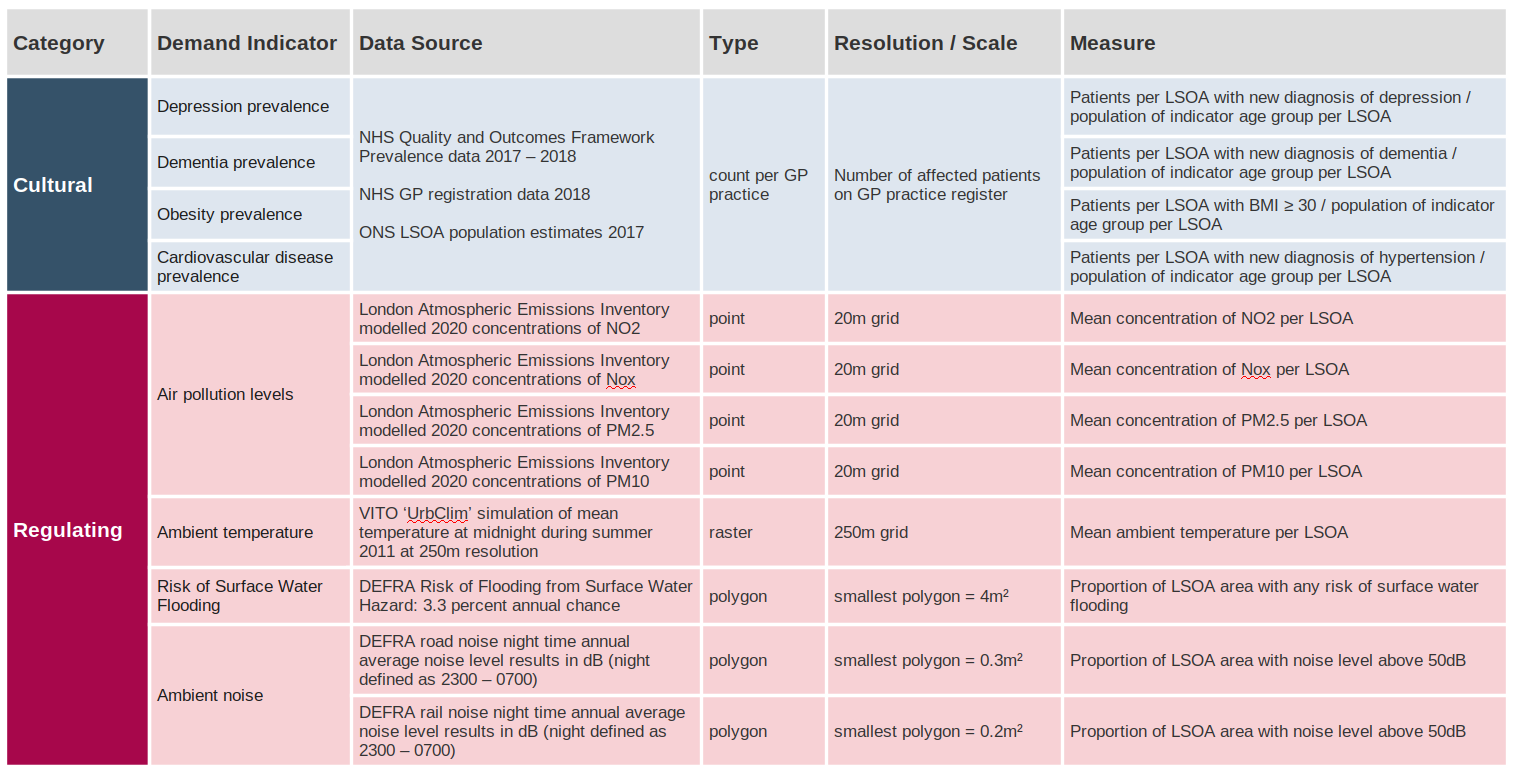 Category Demand Indicator Data Source Type Resolution / Scale Measure
Cultural
Depression prevalence
Dementia prevalence
Obesity prevalence
Cardiovascular disease
prevalence
NHS Quality and Outcomes Framework
Prevalence data 2017 – 2018
NHS GP registration data 2018
ONS LSOA population estimates 2017
count per GP
practice
Number of affected patients
on GP practice register
Patients per LSOA with new diagnosis of depression /
population of indicator age group per LSOA
Patients per LSOA with new diagnosis of dementia /
population of indicator age group per LSOA
Patients per LSOA with BMI ≥ 30 / population of indicator
age group per LSOA
Patients per LSOA with new diagnosis of hypertension /
population of indicator age group per LSOA
Regulating
Air pollution levels
London Atmospheric Emissions Inventory
modelled 2020 concentrations of NO2
point
20m grid
Mean concentration of NO2 per LSOA
London Atmospheric Emissions Inventory
modelled 2020 concentrations of Nox
point
20m grid
Mean concentration of Nox per LSOA
London Atmospheric Emissions Inventory
modelled 2020 concentrations of PM2.5
point
20m grid
Mean concentration of PM2.5 per LSOA
London Atmospheric Emissions Inventory
modelled 2020 concentrations of PM10
point
20m grid
Mean concentration of PM10 per LSOA
Ambient temperature
VITO ‘UrbClim’ simulation of mean
temperature at midnight during summer
2011 at 250m resolution
raster
250m grid
Mean ambient temperature per LSOA
Risk of Surface Water
Flooding
DEFRA Risk of Flooding from Surface Water
Hazard: 3.3 percent annual chance
polygon
smallest polygon = 4m²
Proportion of LSOA area with any risk of surface water
flooding
Ambient noise
DEFRA road noise night time annual
average noise level results in dB (night
defined as 2300 – 0700)
polygon
smallest polygon = 0.3m²
Proportion of LSOA area with noise level above 50dB
DEFRA rail noise night time annual average
noise level results in dB (night defined as
2300 – 0700)
polygon
smallest polygon = 0.2m²
Proportion of LSOA area with noise level above 50dB